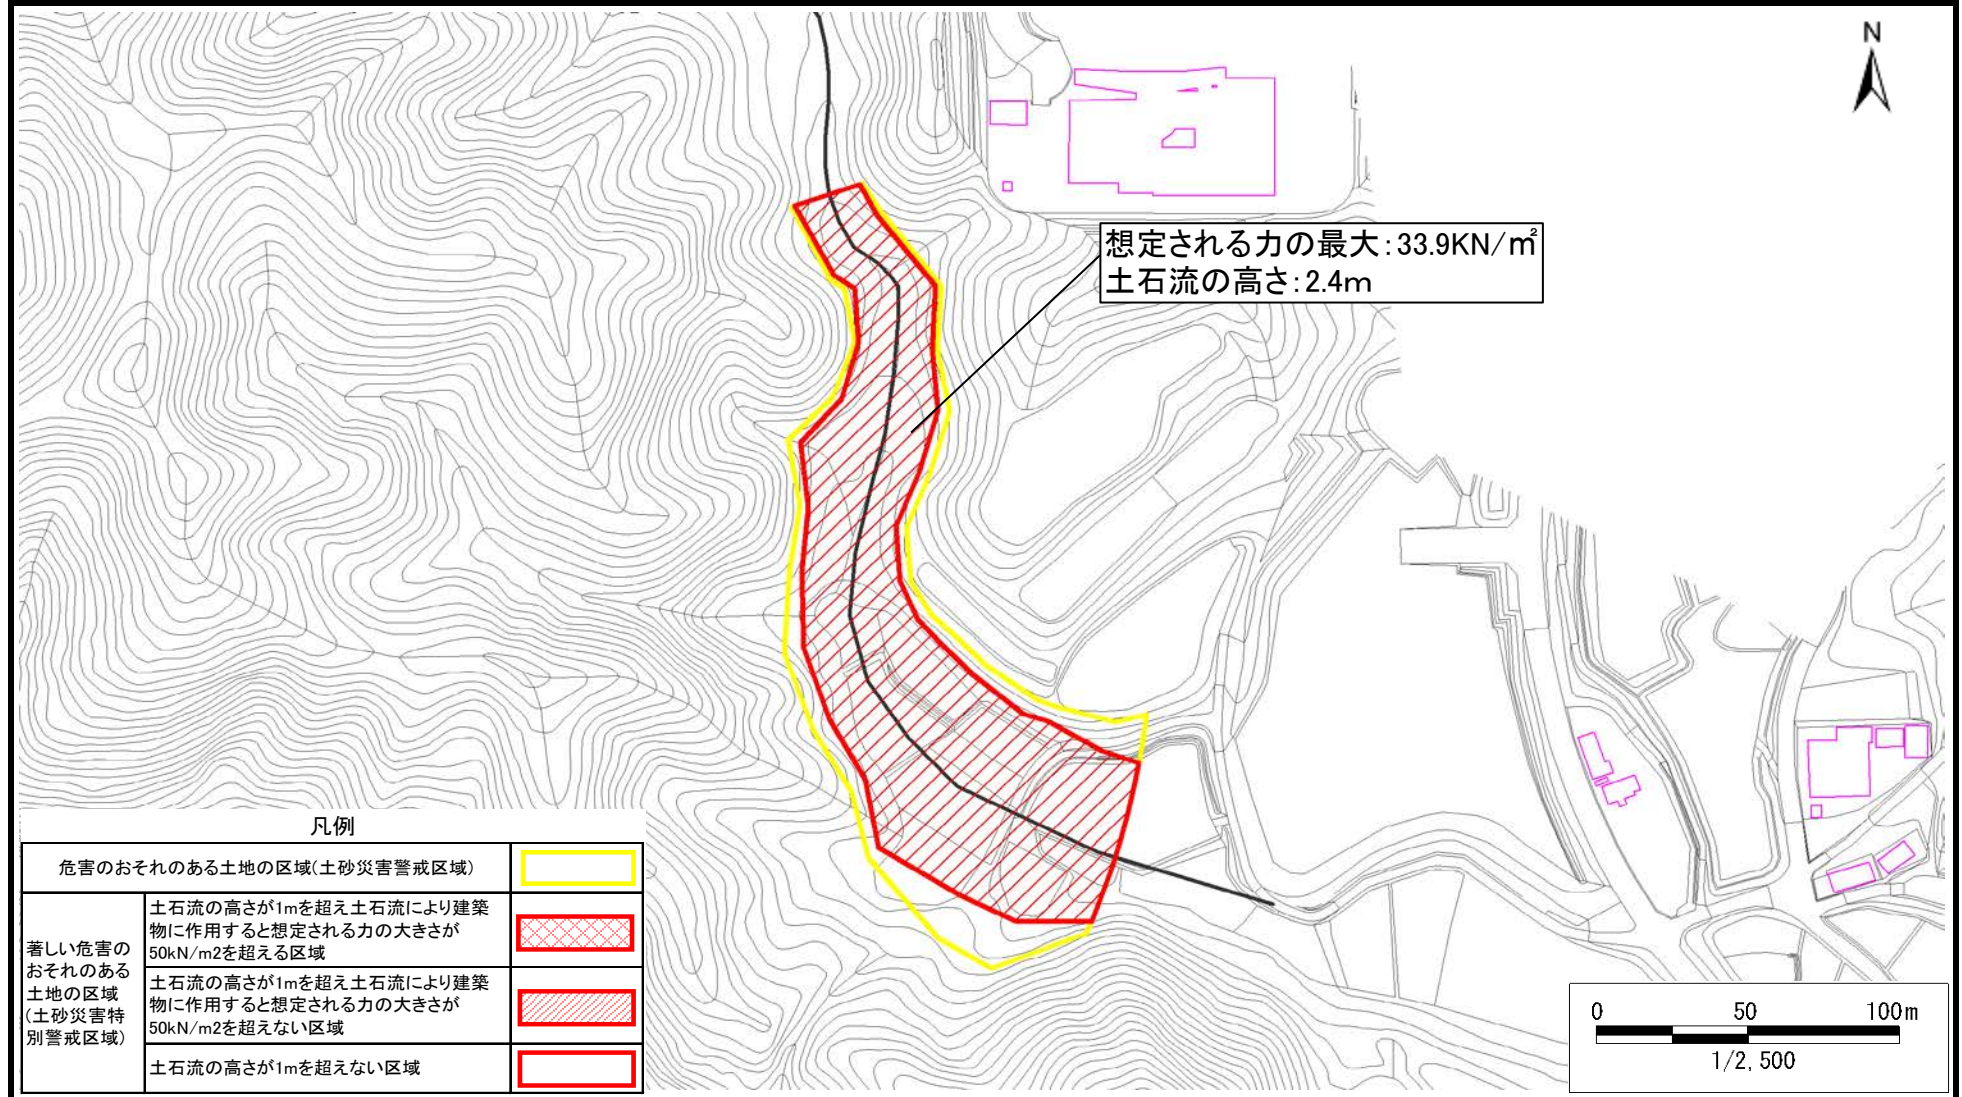 N
想定される力の最大：33.9KN/㎡
土石流の高さ：2.4m
凡例
危害のおそれのある土地の区域(土砂災害警戒区域)
著しい危害の
おそれのある
土地の区域
(土砂災害特
別警戒区域)
土石流の高さが1mを超え土石流により建築
物に作用すると想定される力の大きさが
50kN/m2を超える区域
土石流の高さが1mを超え土石流により建築
物に作用すると想定される力の大きさが
50kN/m2を超えない区域
土石流の高さが1mを超えない区域
0 50 100m
1/2,500